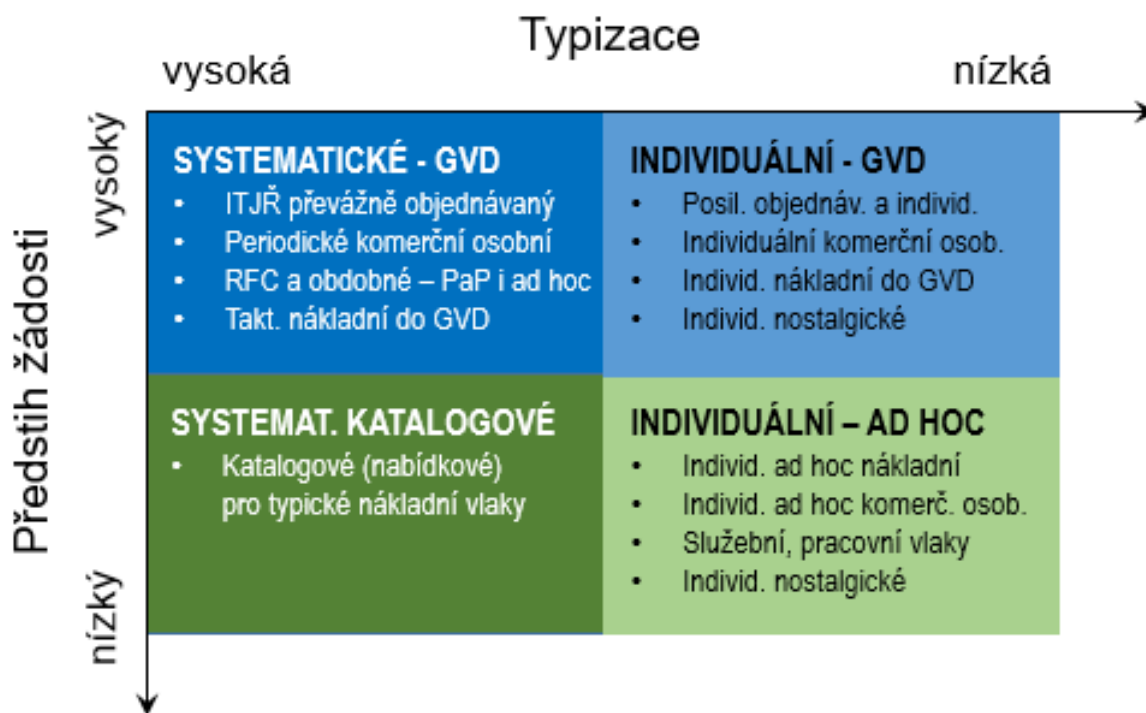 Typizace
vysoká
nízká
Předstih žádosti
vysoký
nízký
SYSTEMATICKÉ - GVD
• ITJŘ převážně objednávaný
• Periodické komerční osobní
• RFC a obdobné – PaP i ad hoc
• Takt. nákladní do GVD
INDIVIDUÁLNÍ - GVD
• Posil. objednáv. a individ.
• Individuální komerční osob.
• Individ. nákladní do GVD
• Individ. nostalgické
SYSTEMAT. KATALOGOVÉ
• Katalogové (nabídkové)
pro typické nákladní vlaky
INDIVIDUÁLNÍ – AD HOC
• Individ. ad hoc nákladní
• Individ. ad hoc komerč. osob.
• Služební, pracovní vlaky
• Individ. nostalgické